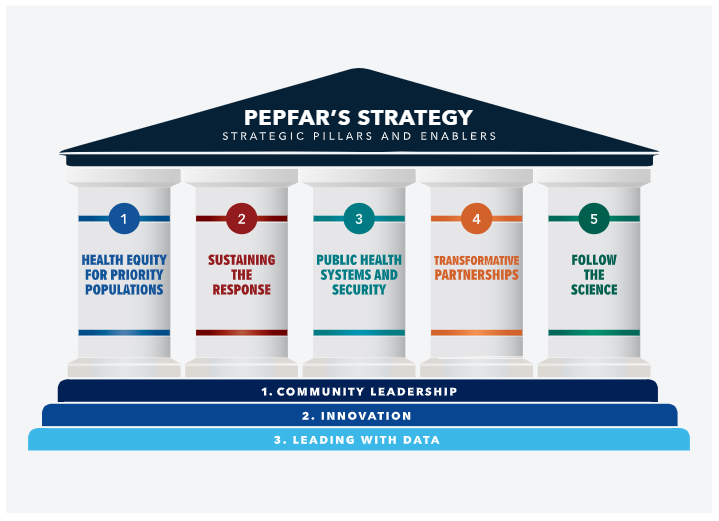 PEPFAR'S STRATEGY
STRATEGIC PILLARS AND ENABLERS
1
HEALTH EQUITY
FOR PRIORITY
POPULATIONS
2
SUSTAINING
THE
RESPONSE
3
PUBLIC HEALTH
SYSTEMS AND
SECURITY
4
TRANSFORMATIVE
PARTNERSHIPS
5
FOLLOW
THE
SCIENCE
1. COMMUNITY LEADERSHIP
2. INNOVATION
3. LEADING WITH DATA